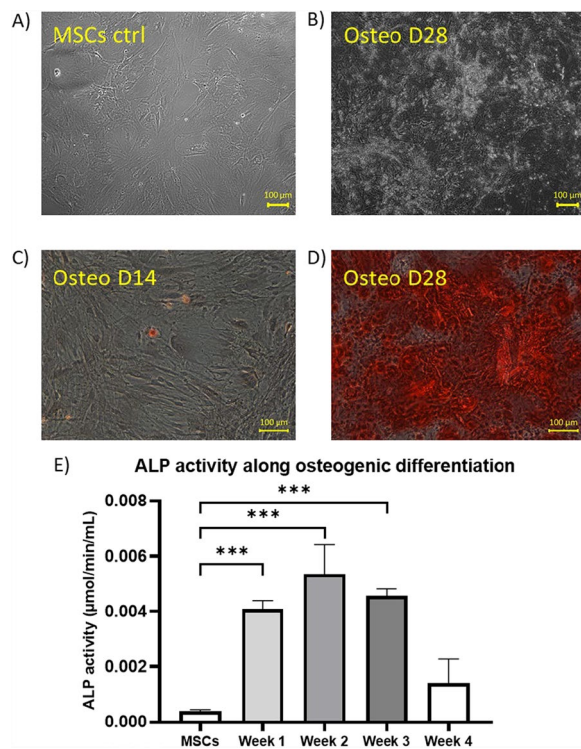 A)
MSCs ctrl
100 µm
B)
Osteo D28
100 µm
C)
Osteo D14
100 µm
D)
Osteo D28
100 µm
E)
ALP activity along osteogenic differentiation
ALP activity (µmol/min/mL)
0.008
0.006
0.004
0.002
0.000
***
***
***
MSCs Week 1 Week 2 Week 3 Week 4